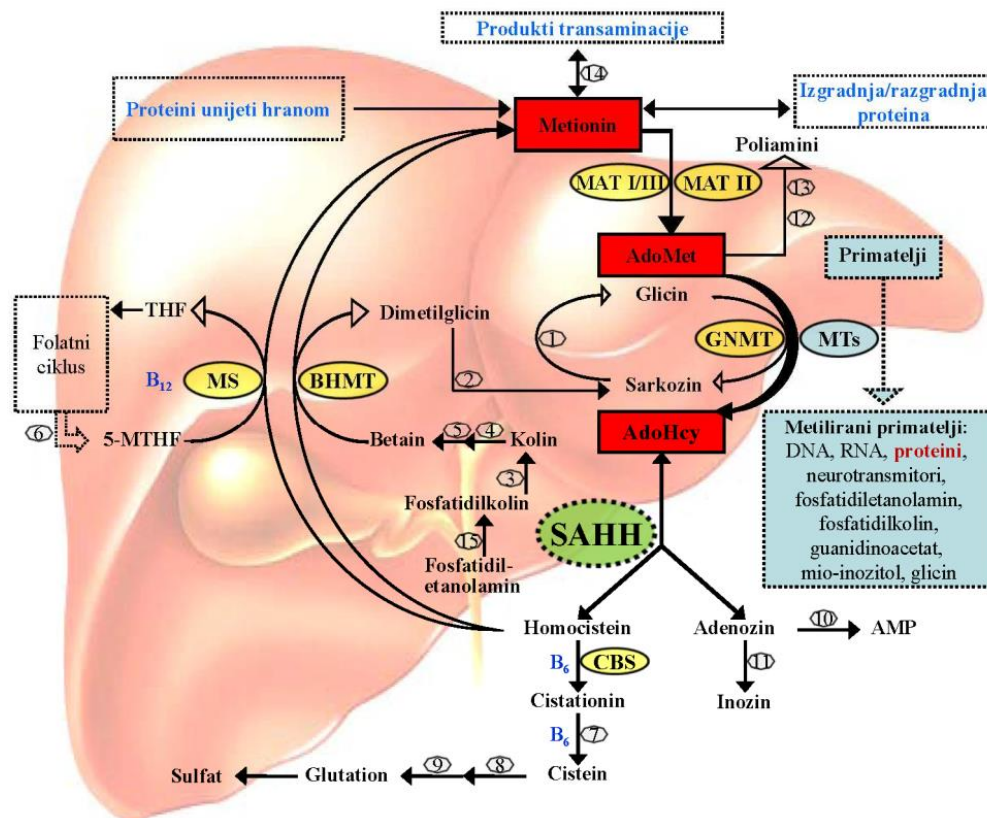 Produkti transaminacije
14
Proteini unijeti hranom
Metionin
Izgradnja/razgradnja
proteina
Poliamini
MAT I/III
MAT II
13
12
AdoMet
Primatelji
Glicin
THF
Dimetilglicin
1
GNMT
MTs
Folatni
ciklus
B12
MS
BHMT
2
Sarkozin
6
5-MTHF
Betain
5
4
Kolin
AdoHcy
Metilirani primatelji:
DNA, RNA, proteini,
neurotransmitori,
fosfatidiletanolamin,
fosfatidilkolin,
guanidinoacetat,
mio-inozitol, glicin
3
Fosfatidilkolin
15
SAHH
Fosfatidil-
etanolamin
Homocistein
Adenozin
10
AMP
B6
CBS
11
Cistationin
Inozin
B6
7
Sulfat
Glutation
9
8
Cistein